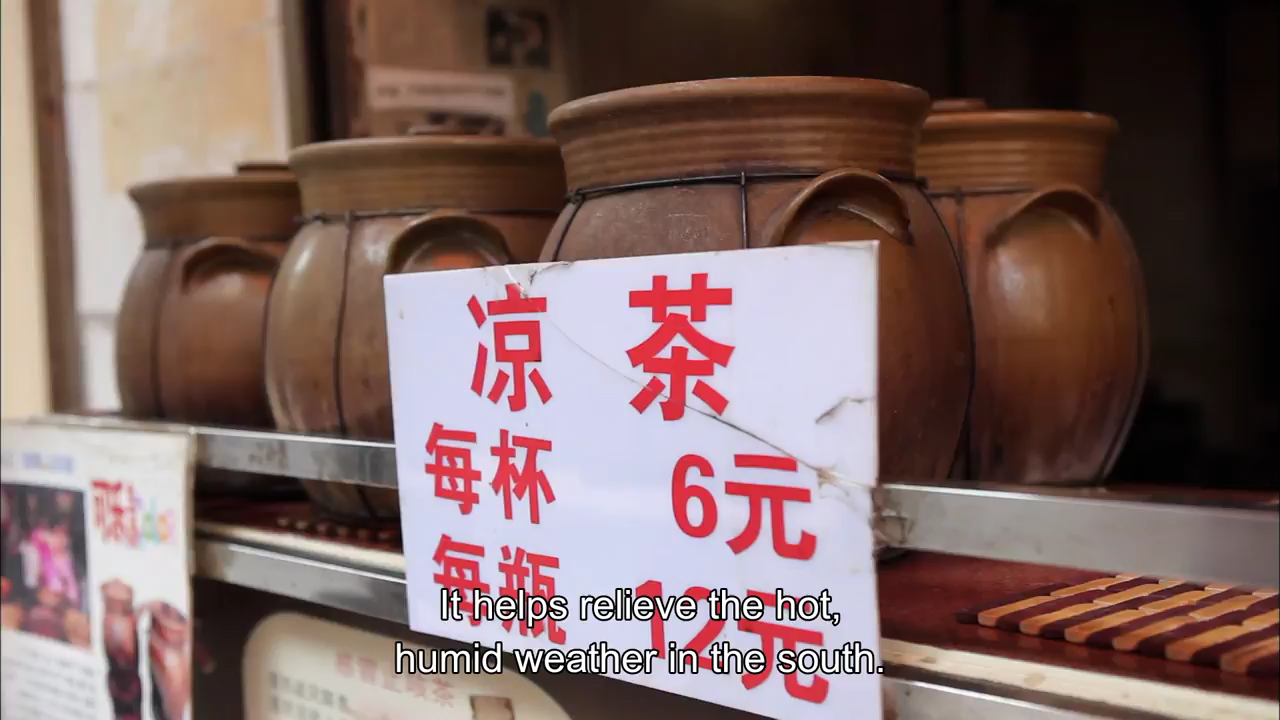 凉 茶
每杯 6元
每瓶 12元
It helps relieve the hot,
humid weather in the south.